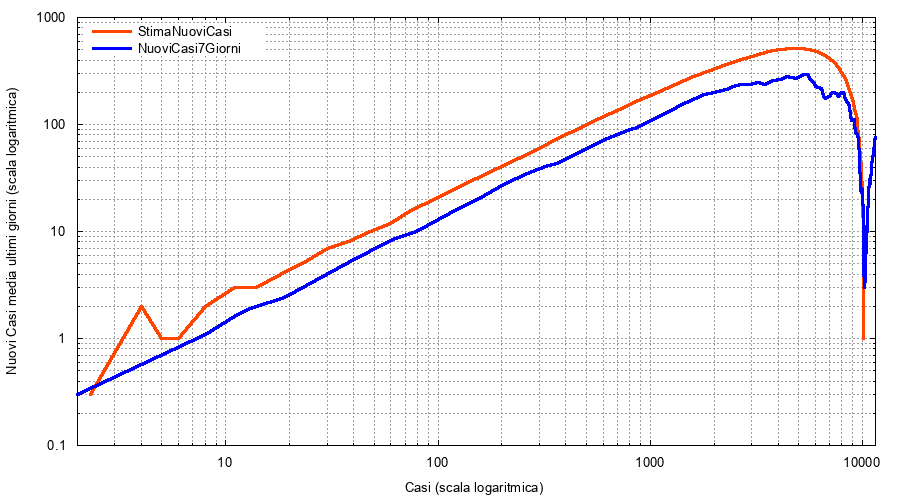 1000
StimaNuoviCasi
NuoviCasi7Giorni
100
10
1
0.1
Nuovi Casi media ultimi giorni (scala logaritmica)
10 100 1000 10000
Casi (scala logaritmica)